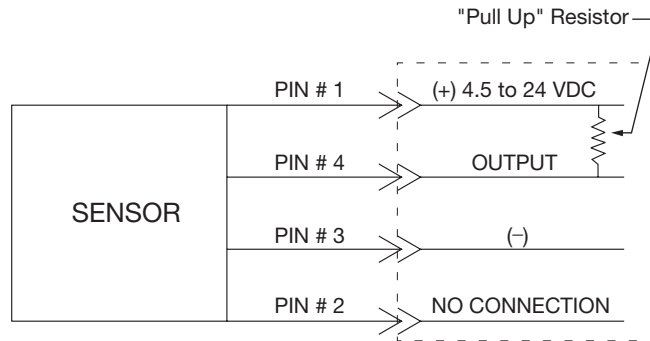 "Pull Up" Resistor
PIN # 1
(+) 4.5 to 24 VDC
PIN # 4
OUTPUT
SENSOR
PIN # 3
(–)
PIN # 2
NO CONNECTION